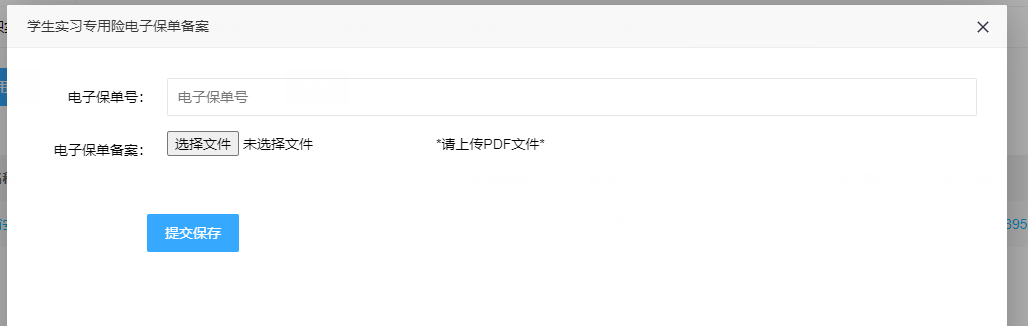 学生实习专用险电子保单备案
电子保单号：
电子保单号
电子保单备案：
选择文件 未选择文件
*请上传PDF文件*
提交保存
395